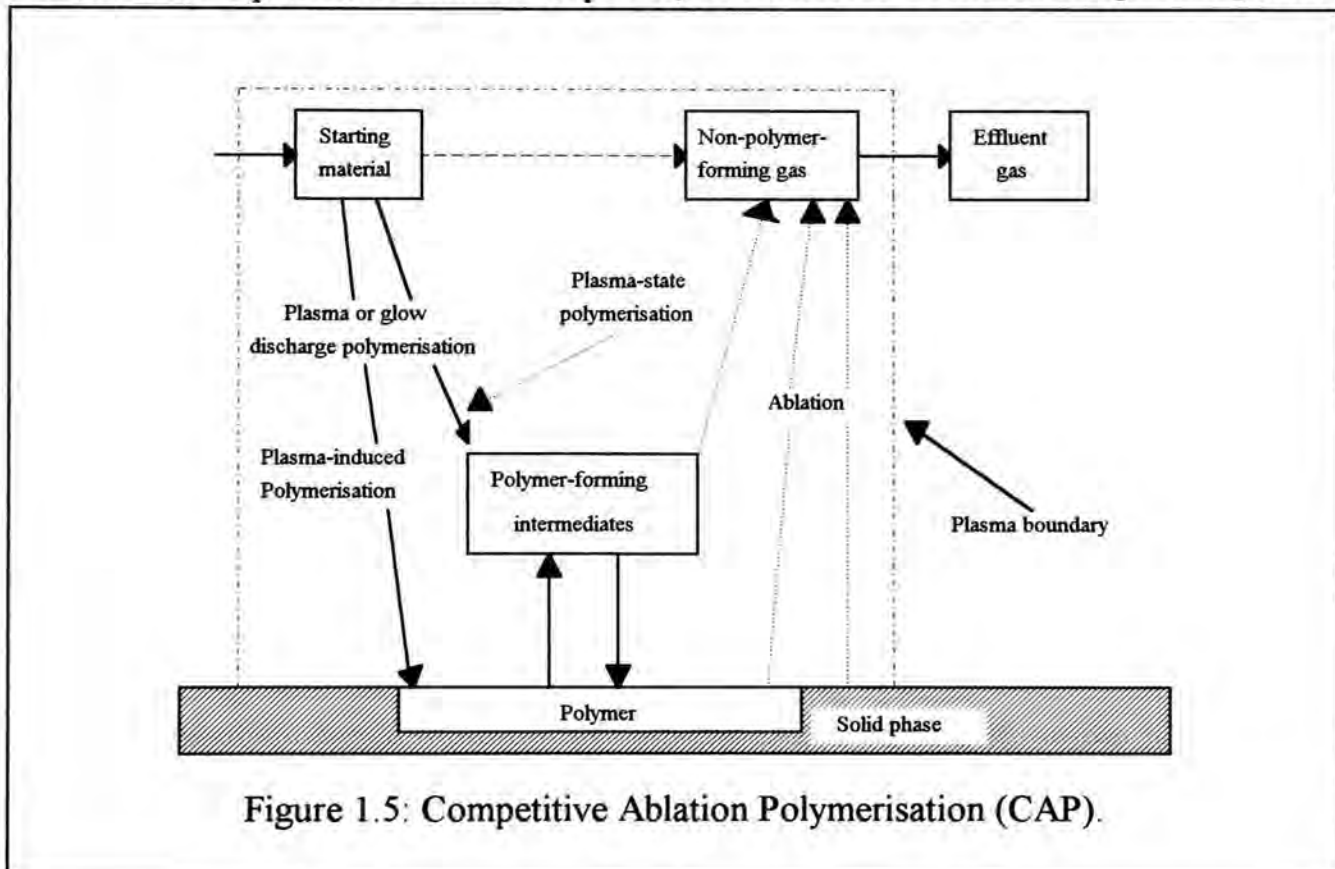 Starting
material
Non-polymer-
forming gas
Effluent
gas
Plasma-state
polymerisation
Plasma or glow
discharge polymerisation
Ablation
Plasma-induced
Polymerisation
Polymer-forming
intermediates
Plasma boundary
Polymer
Solid phase
Figure 1.5: Competitive Ablation Polymerisation (CAP).